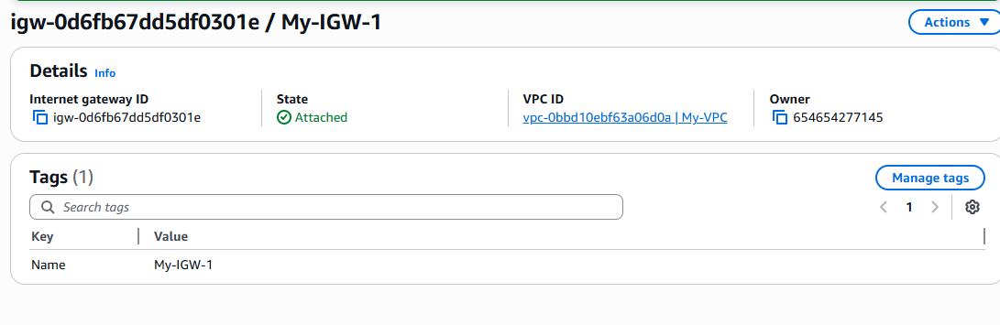 igw-0d6fb67dd5df0301e / My-IGW-1
Actions
Details Info
Internet gateway ID State VPC ID Owner
igw-0d6fb67dd5df0301e Attached vpc-0bbd10ebf63a06d0a | My-VPC 654654277145
Tags (1) Manage tags
Search tags 1
Key Value
Name My-IGW-1